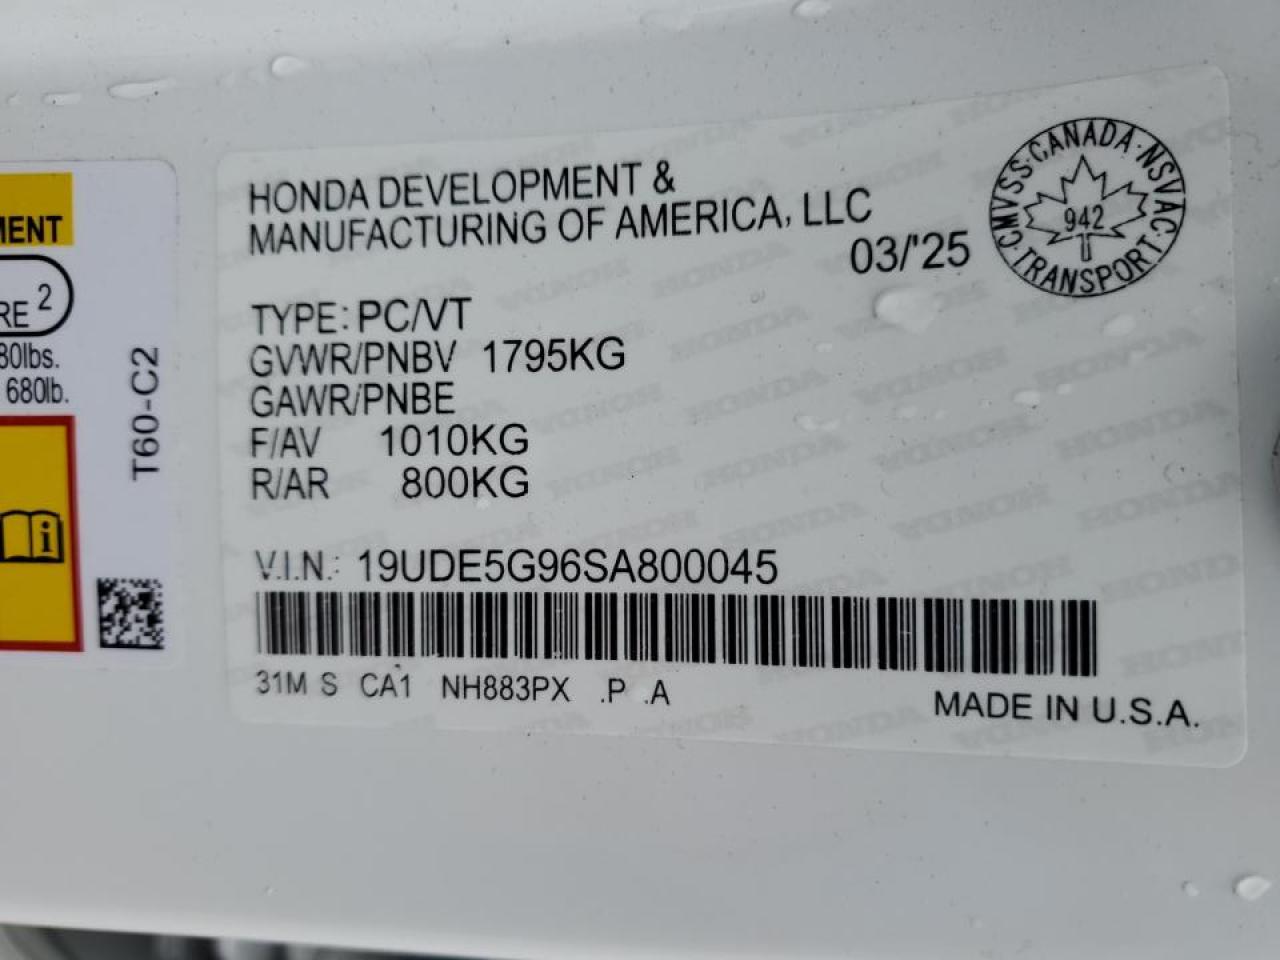 MENT
RE 2
80lbs.
680lb.
T60-C2
HONDA DEVELOPMENT &
MANUFACTURING OF AMERICA, LLC
03/'25
CMVSS·CANADA·NSVAC·TRANSPORT·
942
TYPE: PC/VT
GVWR/PNBV 1795KG
GAWR/PNBE
F/AV 1010KG
R/AR 800KG
V.I.N.: 19UDE5G96SA800045
31M S CA1 NH883PX .P .A
MADE IN U.S.A.